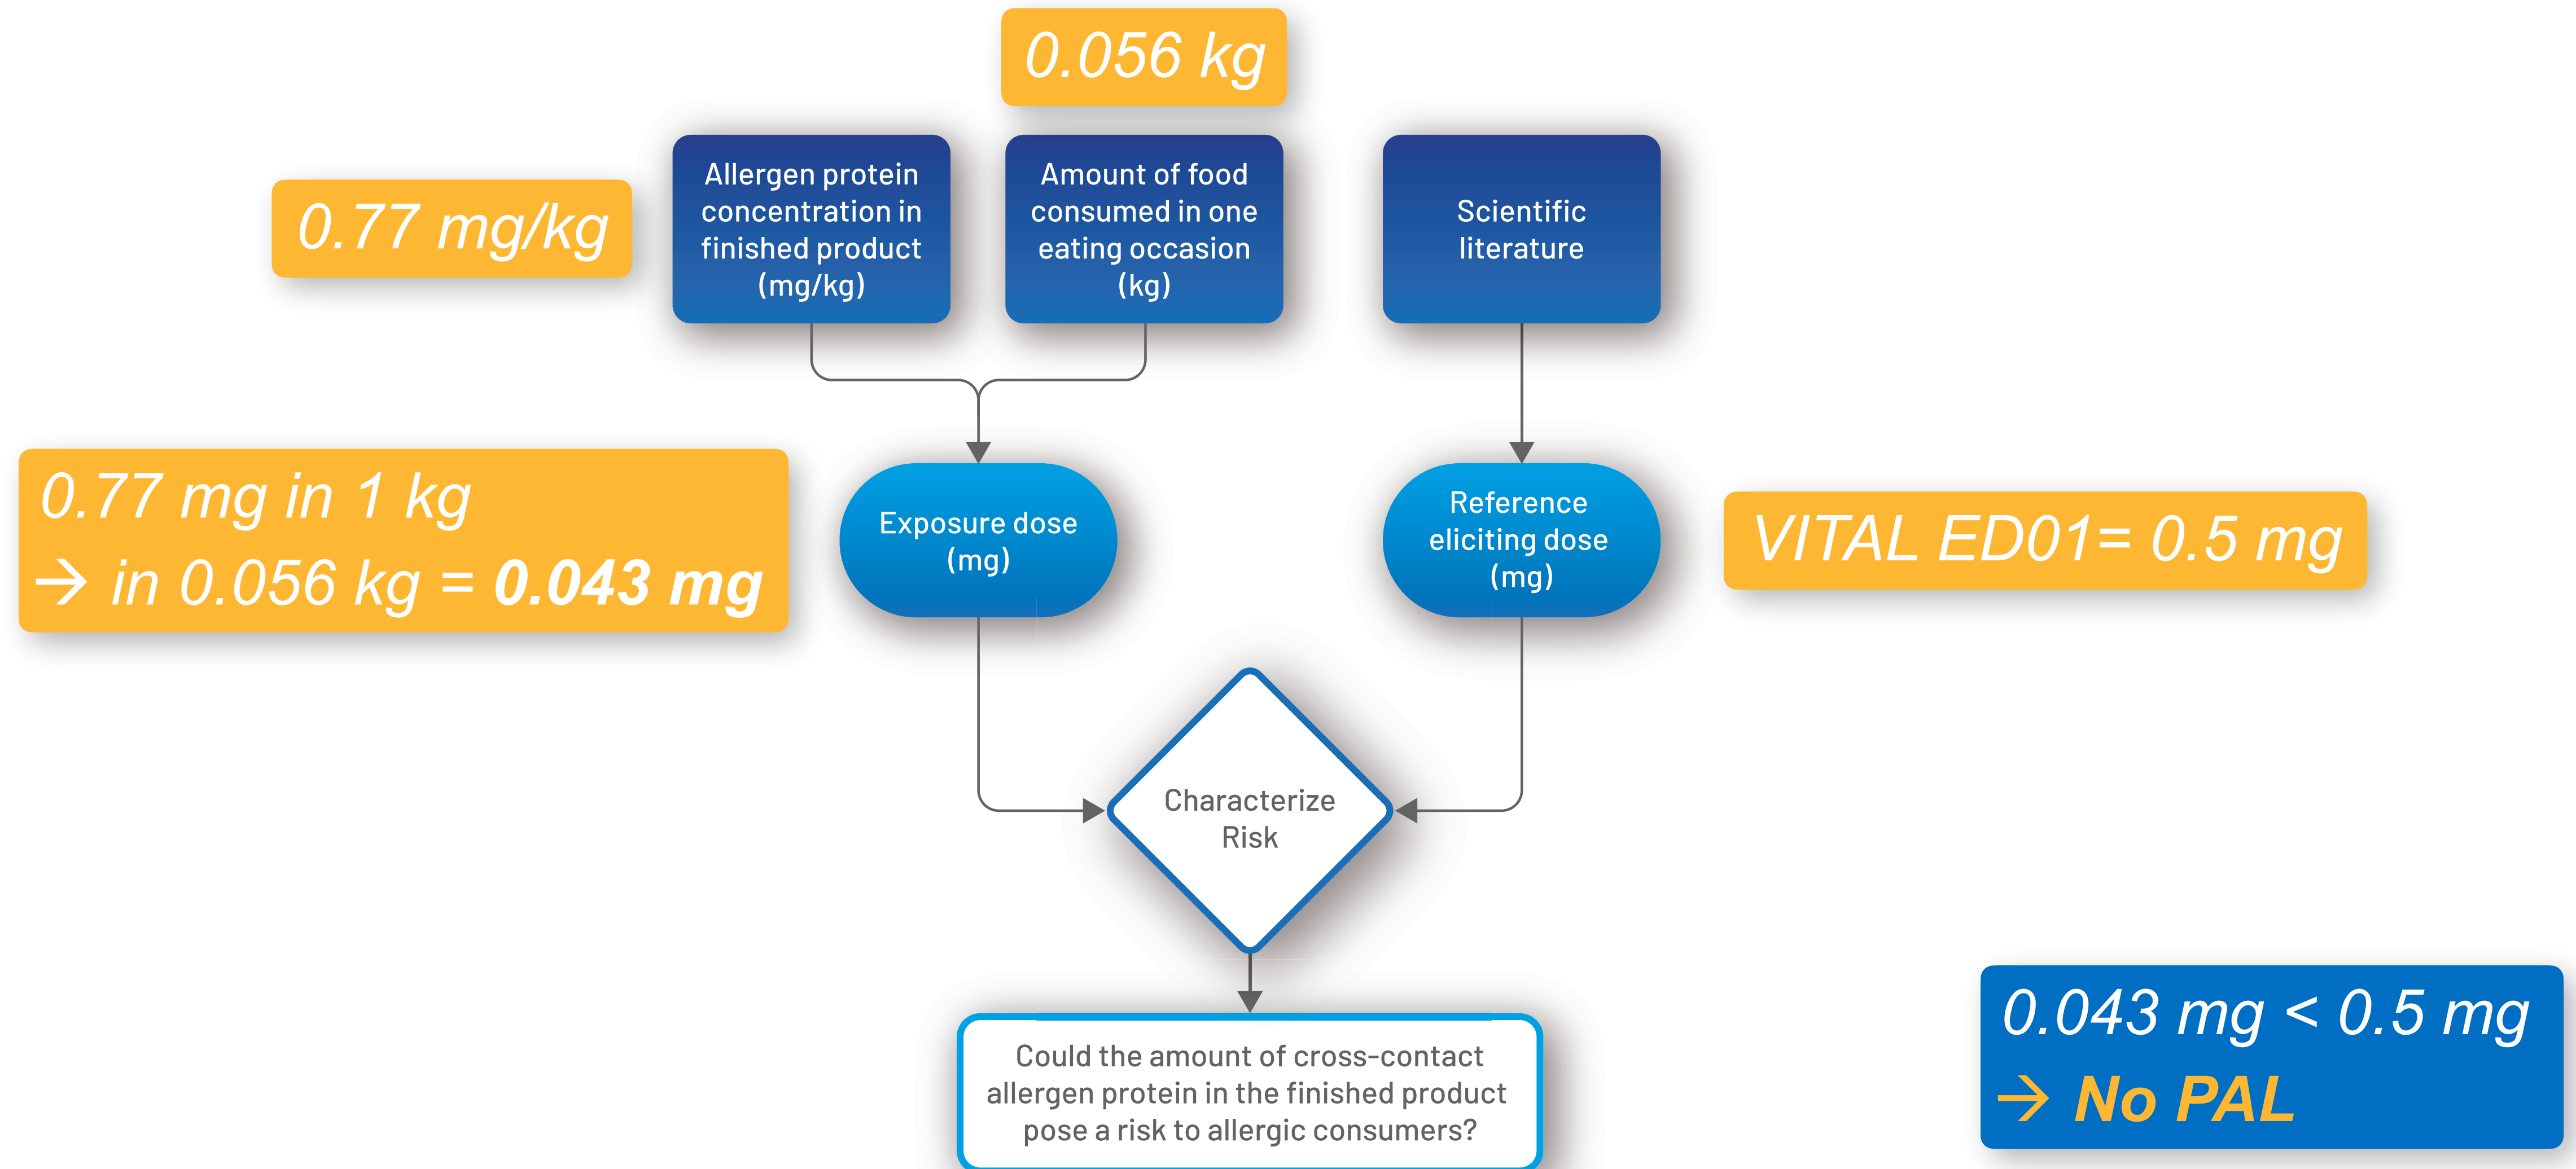 0.056 kg
0.77 mg/kg
Allergen protein
concentration in
finished product
(mg/kg)
Amount of food
consumed in one
eating occasion
(kg)
Scientific
literature
0.77 mg in 1 kg
→ in 0.056 kg = 0.043 mg
Exposure dose
(mg)
Reference
eliciting dose
(mg)
VITAL ED01= 0.5 mg
Characterize
Risk
Could the amount of cross-contact
allergen protein in the finished product
pose a risk to allergic consumers?
0.043 mg < 0.5 mg
→ No PAL